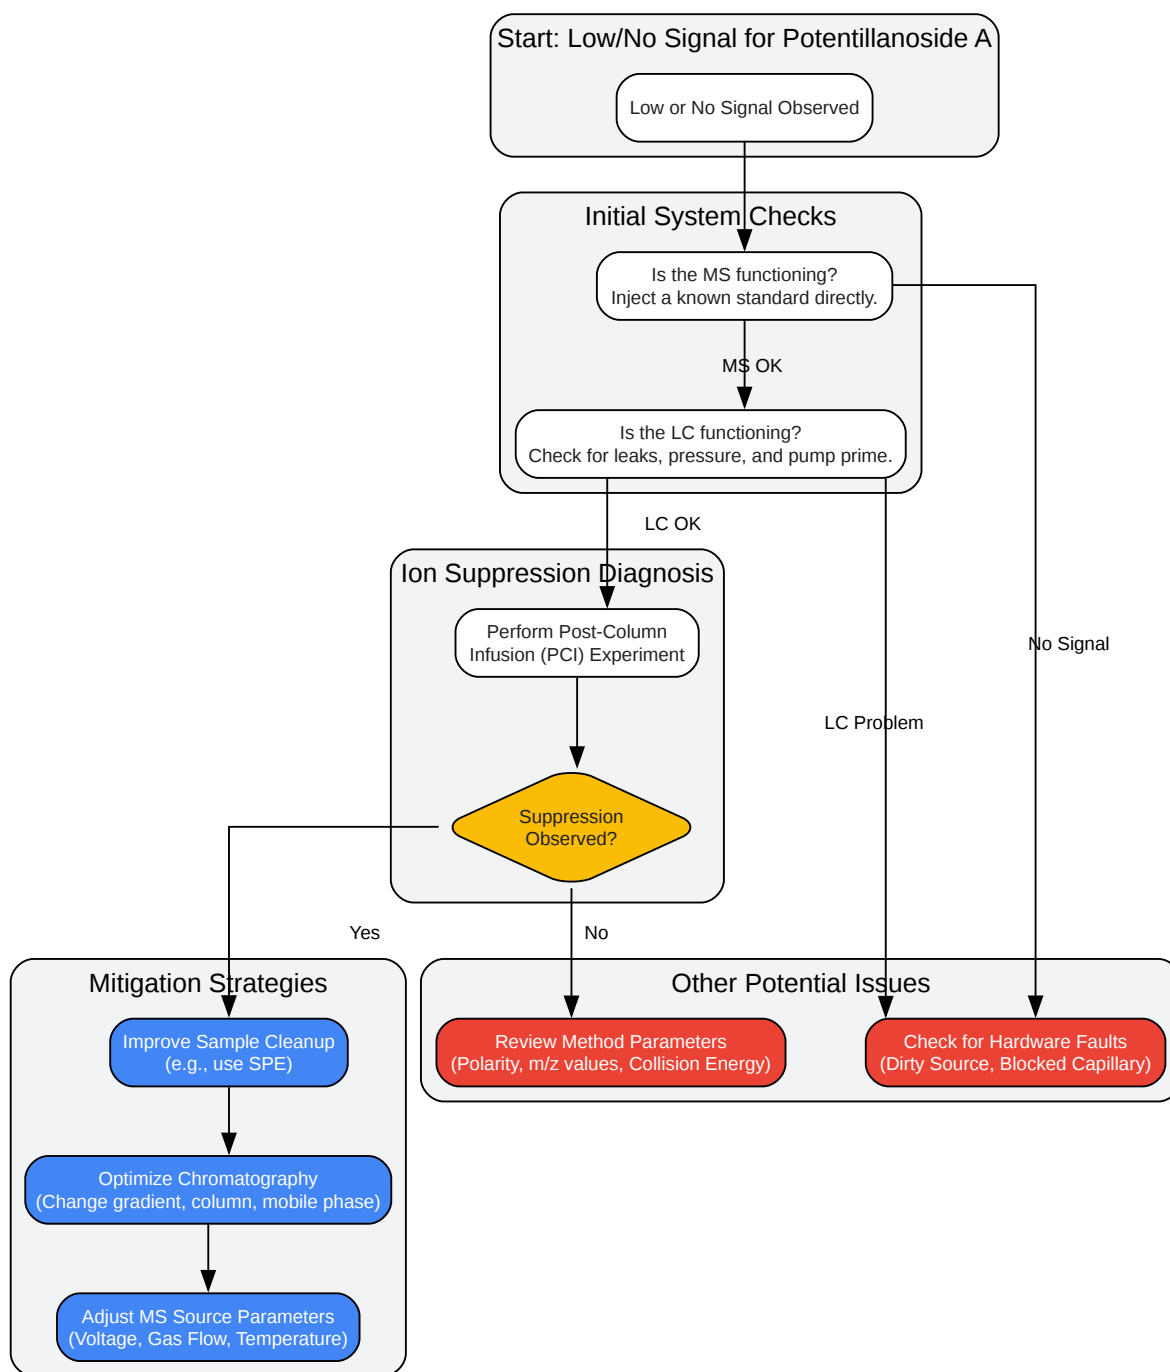 Start: Low/No Signal for Potentillanoside A
Low or No Signal Observed
Initial System Checks
Is the MS functioning?
Inject a known standard directly.
MS OK
Is the LC functioning?
Check for leaks, pressure, and pump prime.
LC OK
Ion Suppression Diagnosis
Perform Post-Column
Infusion (PCI) Experiment
No Signal
LC Problem
Suppression
Observed?
Yes
No
Mitigation Strategies
Improve Sample Cleanup
(e.g., use SPE)
Optimize Chromatography
(Change gradient, column, mobile phase)
Adjust MS Source Parameters
(Voltage, Gas Flow, Temperature)
Other Potential Issues
Review Method Parameters
(Polarity, m/z values, Collision Energy)
Check for Hardware Faults
(Dirty Source, Blocked Capillary)